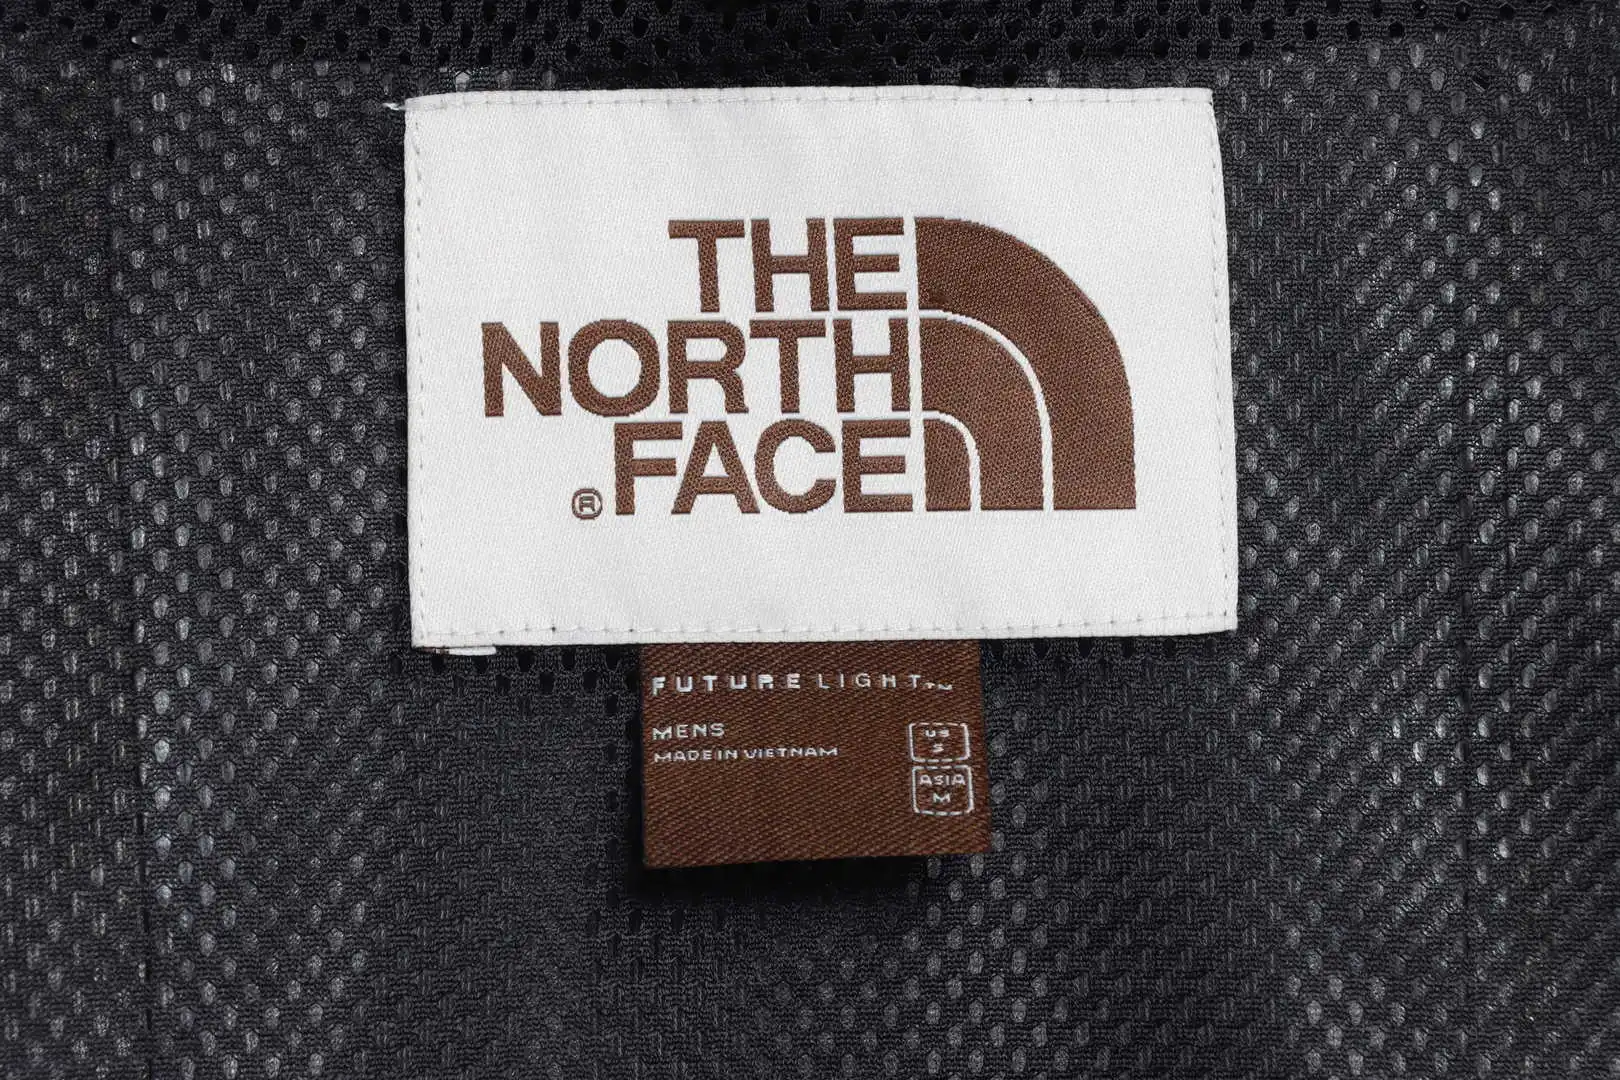 THE
NORTH
® FACE
FUTURELIGHT™
MENS
MADE IN VIETNAM
US
S
ASIA
M